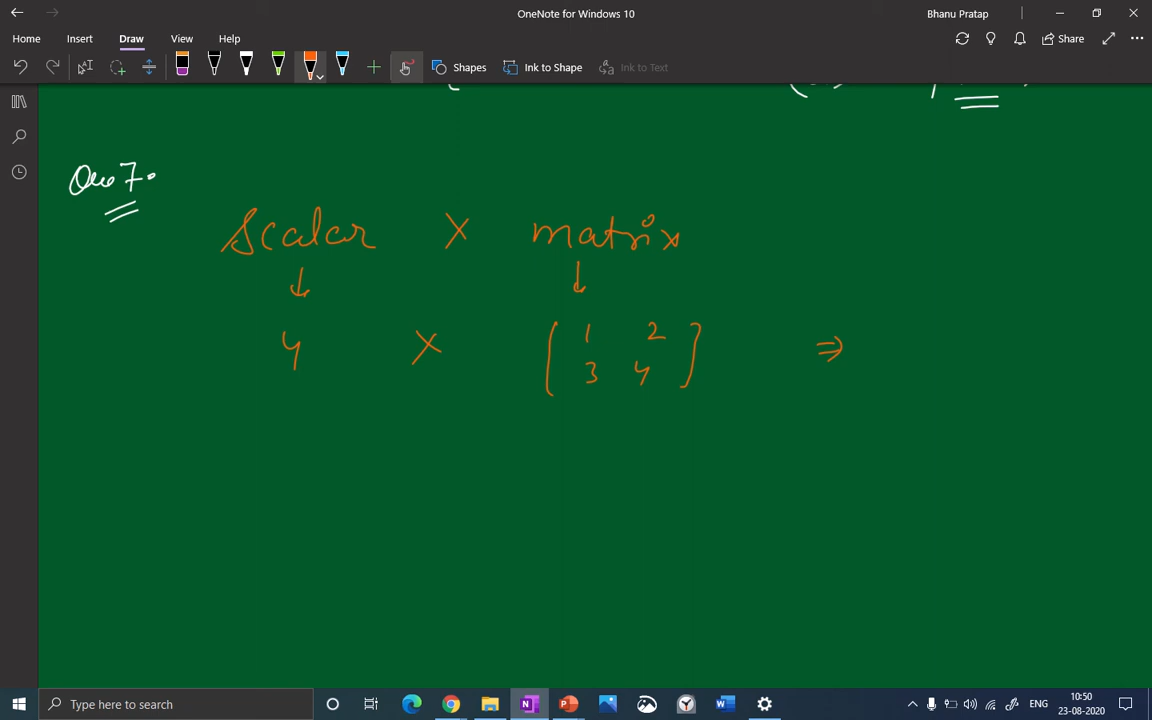 OneNote for Windows 10
Bhanu Pratap
Home Insert Draw View Help
Share
Shapes Ink to Shape Ink to Text
Que 7.
Scalar X matrix
↓ ↓
4 X [ 1 2 ⇒
3 4 ]
Type here to search
ENG
10:50
23-08-2020